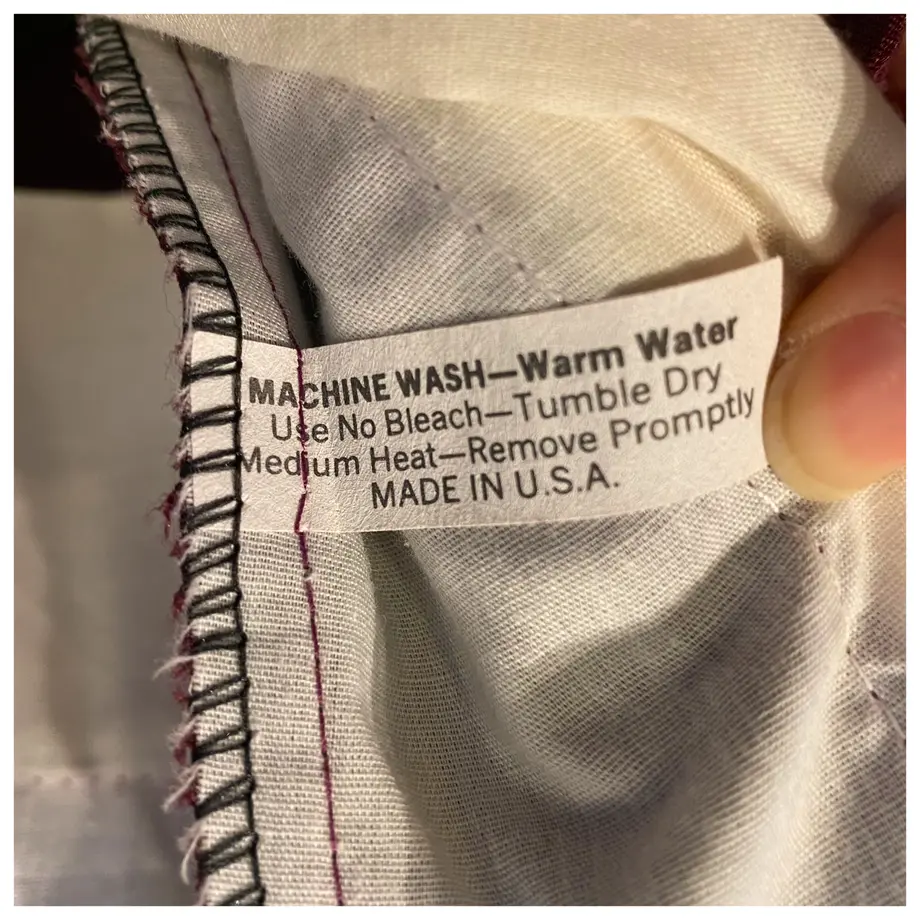 MACHINE WASH—Warm Water
Use No Bleach—Tumble Dry
Medium Heat—Remove Promptly
MADE IN U.S.A.